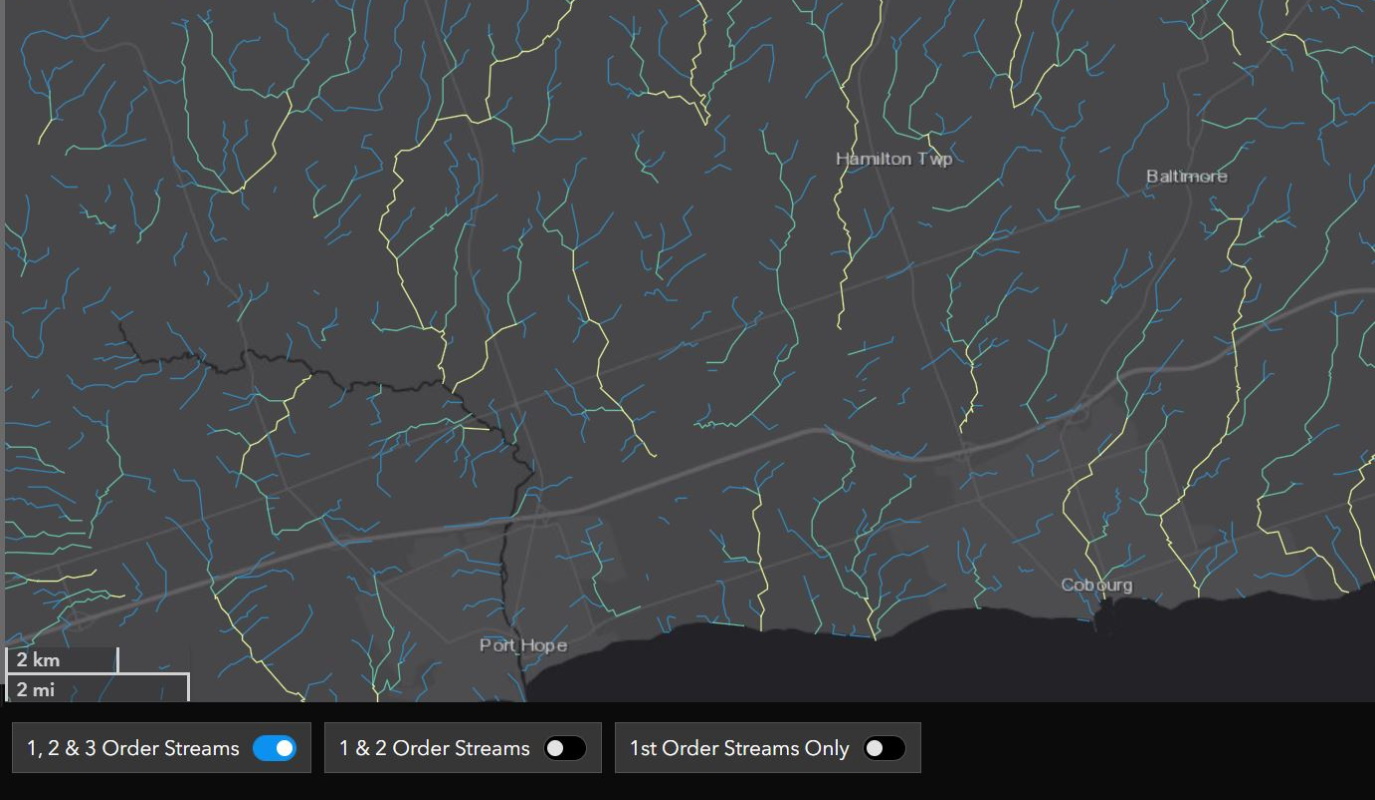 Hamilton Twp
Baltimore
Cobourg
Port Hope
2 km
2 mi
1, 2 & 3 Order Streams
1 & 2 Order Streams
1st Order Streams Only